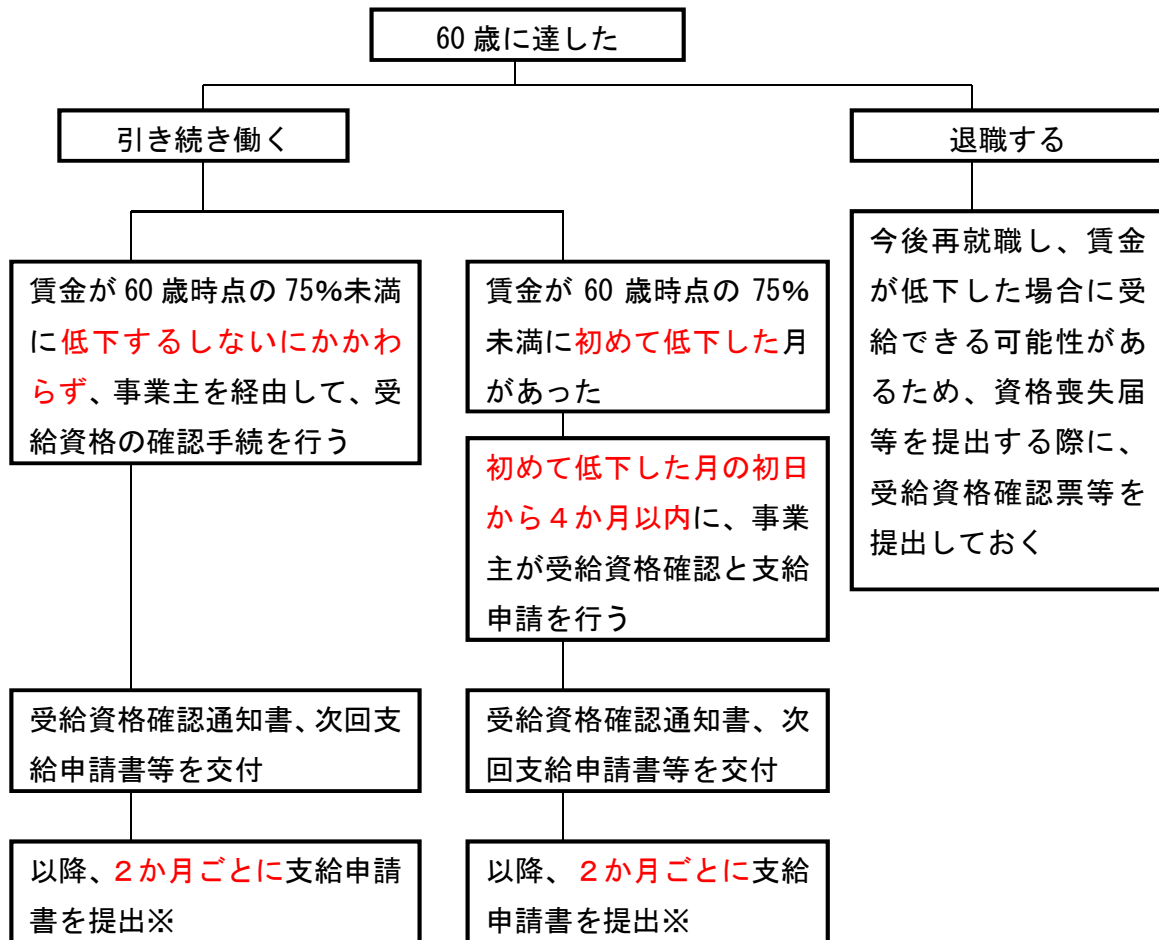 60歳に達した
引き続き働く
退職する
賃金が60歳時点の75%未満
に低下するしないにかかわ
らず、事業主を経由して、受
給資格の確認手続を行う
賃金が60歳時点の75%
未満に初めて低下した月
があった
今後再就職し、賃金
が低下した場合に受
給できる可能性があ
るため、資格喪失届
等を提出する際に、
受給資格確認票等を
提出しておく
初めて低下した月の初日
から4か月以内に、事業
主が受給資格確認と支給
申請を行う
受給資格確認通知書、次回支
給申請書等を交付
受給資格確認通知書、次
回支給申請書等を交付
以降、2か月ごとに支給申請
書を提出※
以降、2か月ごとに支給
申請書を提出※